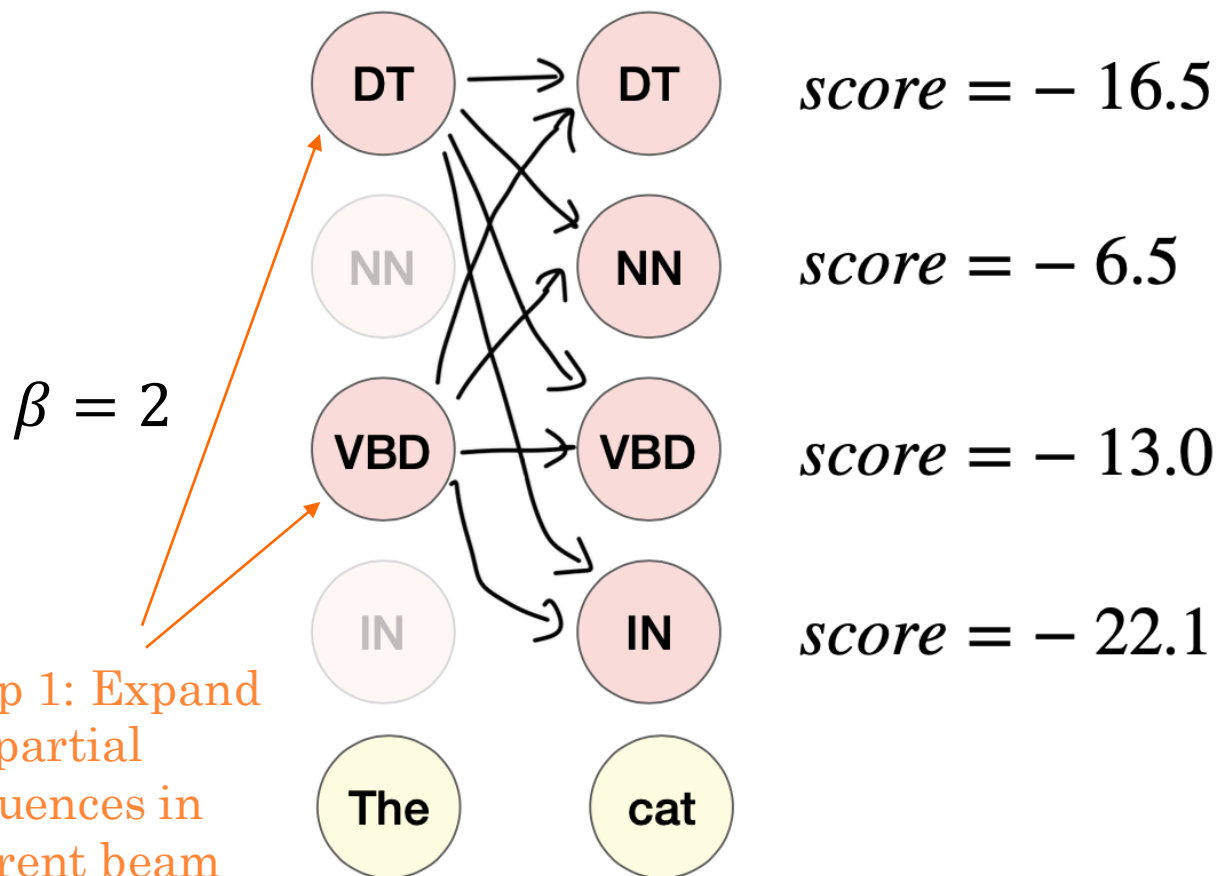 DT DT score = − 16.5
NN NN score = − 6.5
β = 2
VBD VBD score = − 13.0
IN IN score = − 22.1
p 1: Expand
partial
uences in
rent beam
The cat